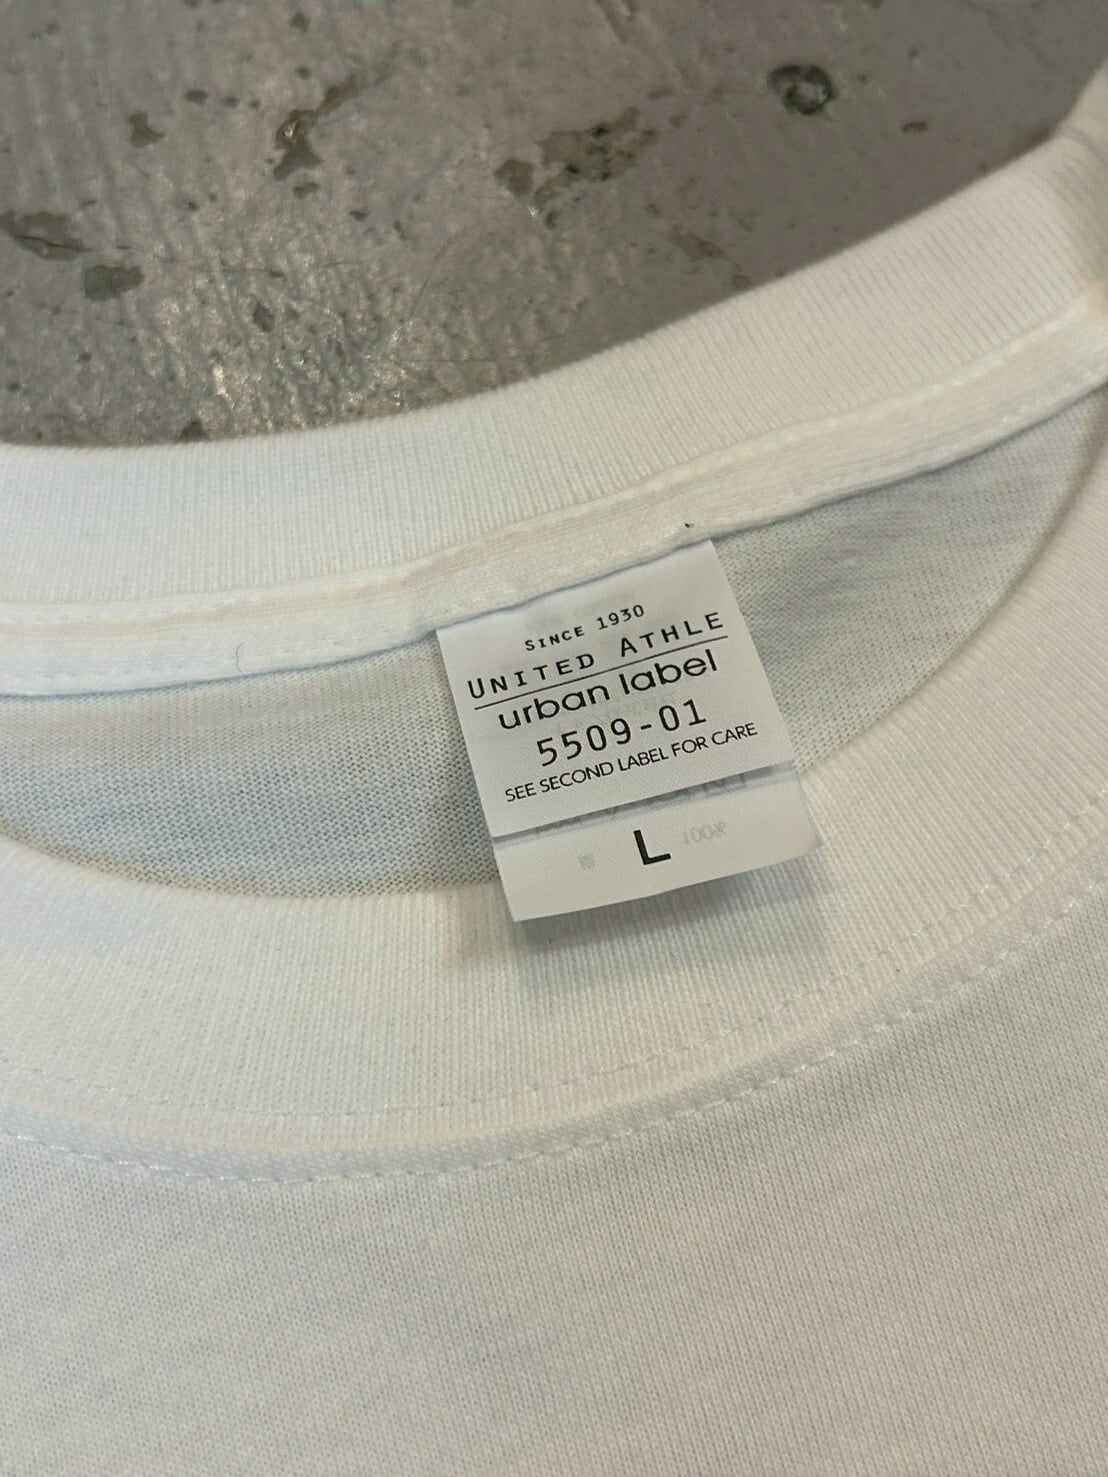 SINCE 1930
UNITED ATHLE
urban label
5509-01
SEE SECOND LABEL FOR CARE
L